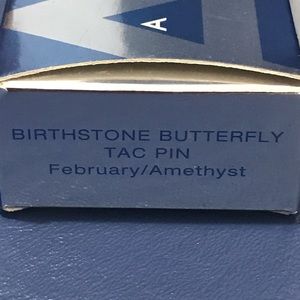 A
BIRTHSTONE BUTTERFLY
TAC PIN
February/Amethyst